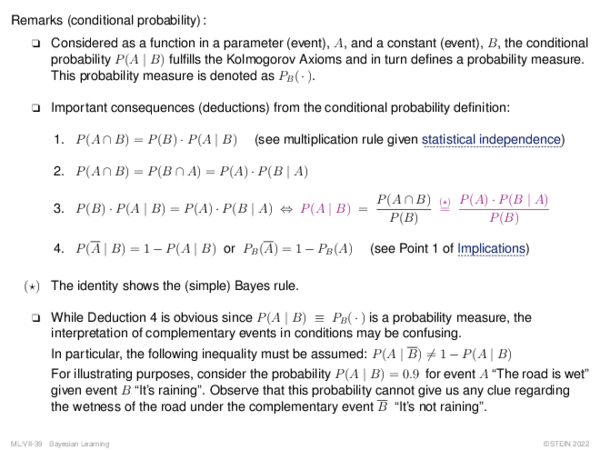 Remarks (conditional probability) :
❑ Considered as a function in a parameter (event), A, and a constant (event), B, the conditional
probability P(A | B) fulfills the Kolmogorov Axioms and in turn defines a probability measure.
This probability measure is denoted as P_B(·).
❑ Important consequences (deductions) from the conditional probability definition:
1. P(A ∩ B) = P(B) · P(A | B) (see multiplication rule given statistical independence)
2. P(A ∩ B) = P(B ∩ A) = P(A) · P(B | A)
3. P(B) · P(A | B) = P(A) · P(B | A) ⇔ P(A | B) = P(A ∩ B) / P(B) (⋆)= P(A) · P(B | A) / P(B)
4. P(A̅ | B) = 1 − P(A | B) or P_B(A̅) = 1 − P_B(A) (see Point 1 of Implications)
(⋆) The identity shows the (simple) Bayes rule.
❑ While Deduction 4 is obvious since P(A | B) ≡ P_B(·) is a probability measure, the
interpretation of complementary events in conditions may be confusing.
In particular, the following inequality must be assumed: P(A | B̅) ≠ 1 − P(A | B)
For illustrating purposes, consider the probability P(A | B) = 0.9 for event A “The road is wet”
given event B “It’s raining”. Observe that this probability cannot give us any clue regarding
the wetness of the road under the complementary event B̅ “It’s not raining”.
ML:VII-39 Bayesian Learning ©STEIN 2022